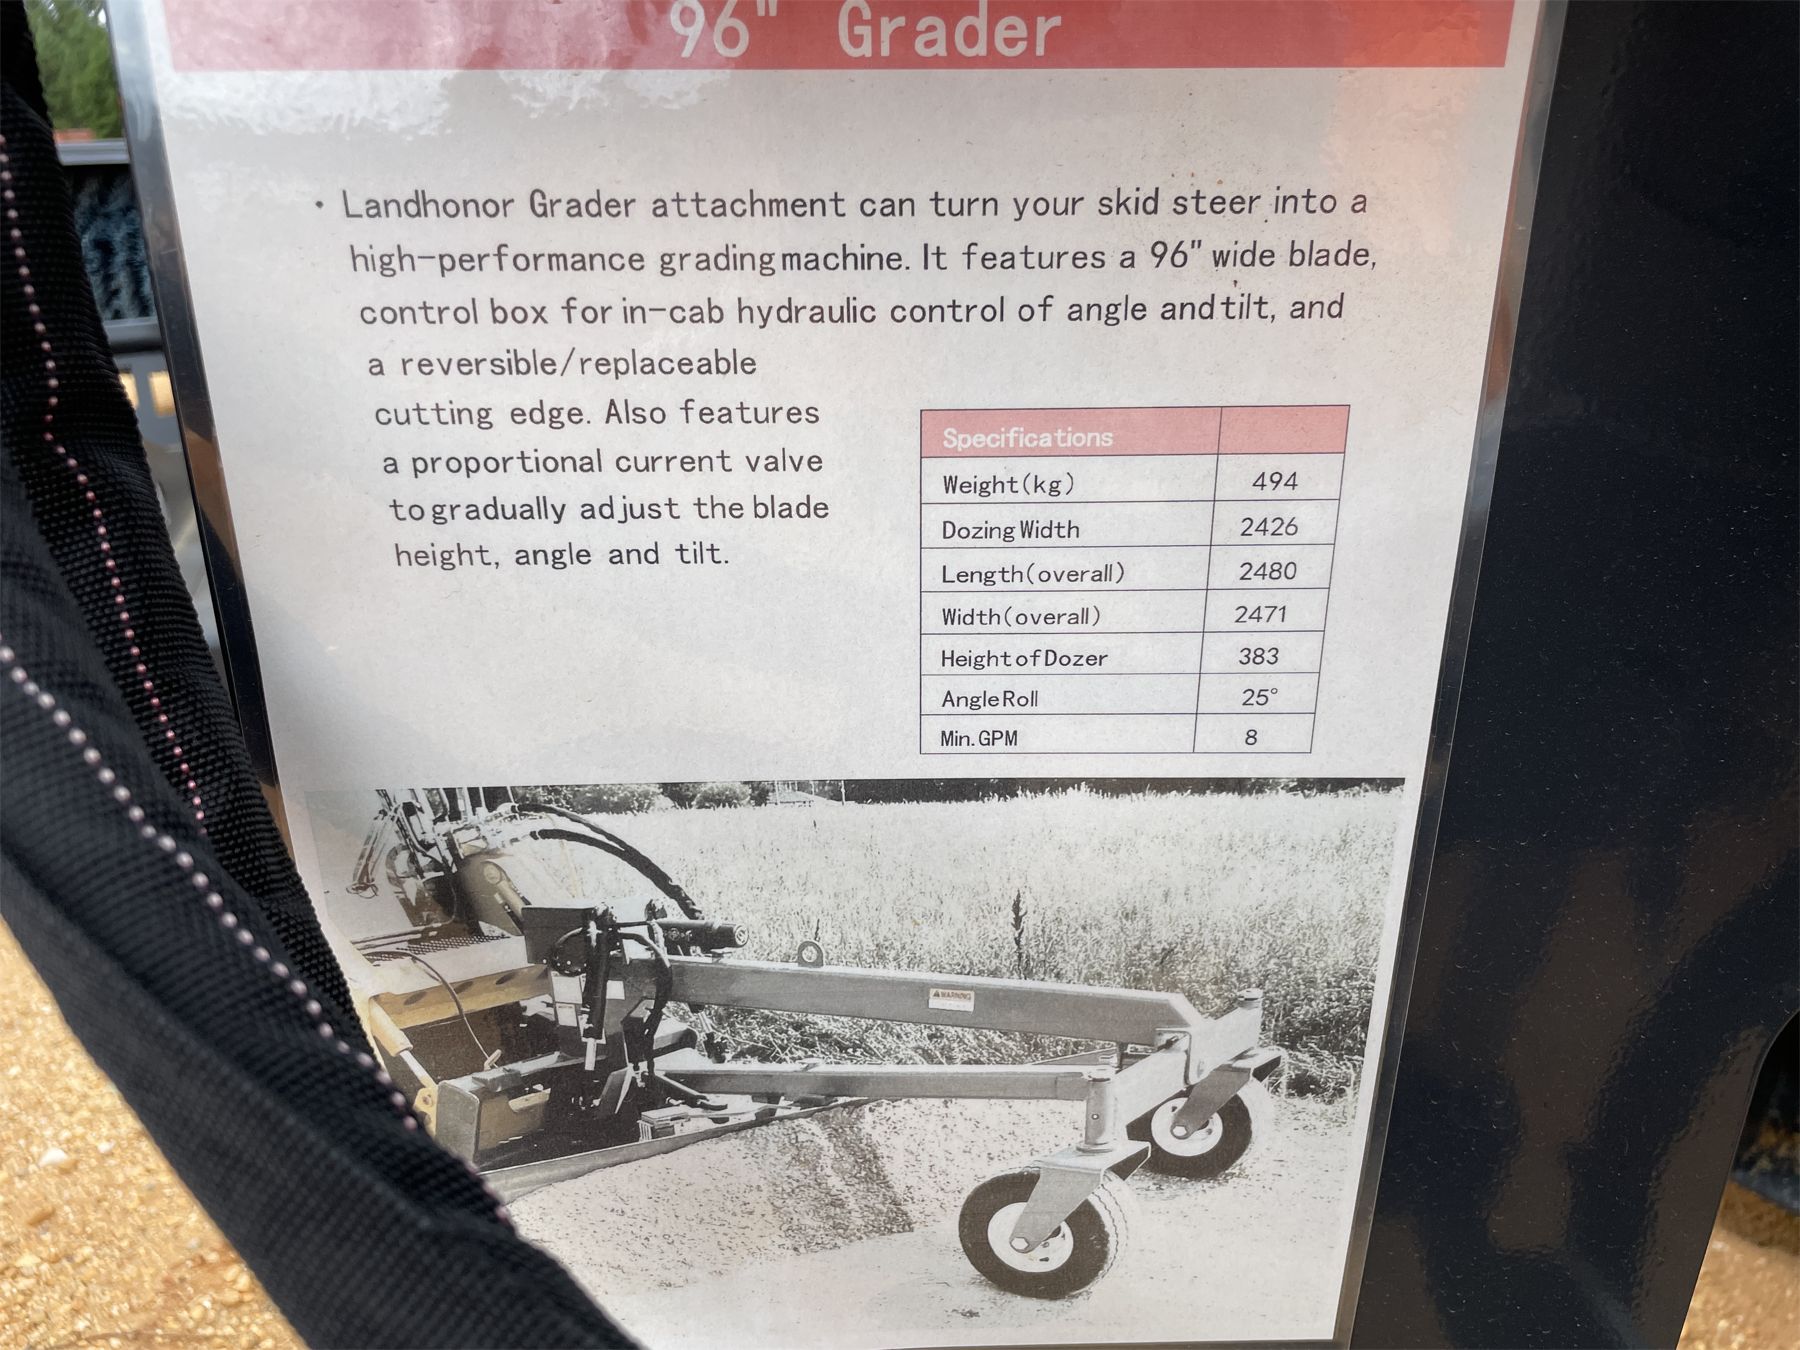 96" Grader
· Landhonor Grader attachment can turn your skid steer into a
high-performance grading machine. It features a 96" wide blade,
control box for in-cab hydraulic control of angle and tilt, and
a reversible/replaceable
cutting edge. Also features
a proportional current valve
to gradually adjust the blade
height, angle and tilt.
Specifications
Weight(kg) 494
Dozing Width 2426
Length(overall) 2480
Width(overall) 2471
Height of Dozer 383
Angle Roll 25°
Min. GPM 8
WARNING